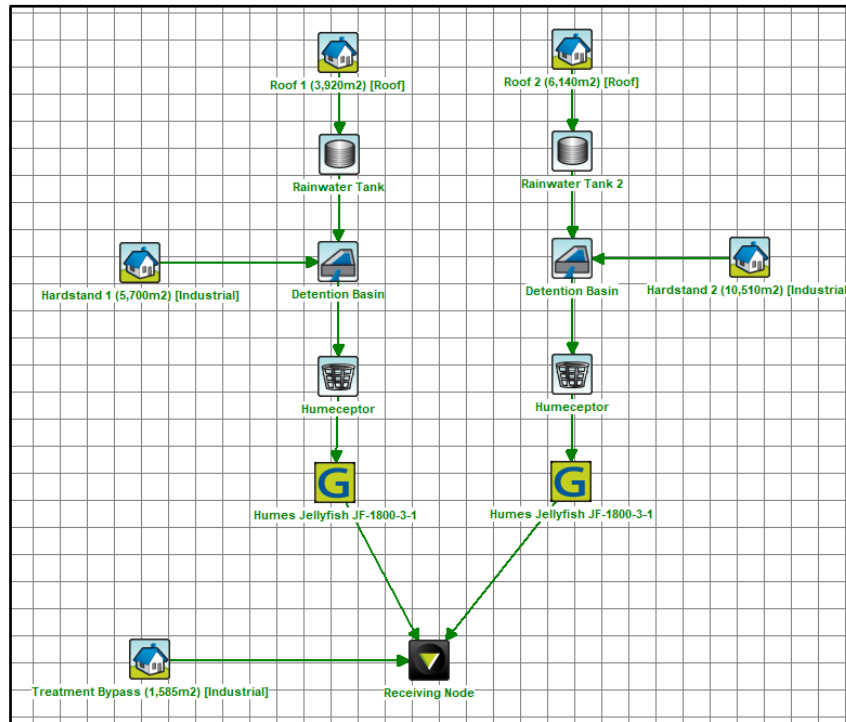 Roof 1 (3,920m2) [Roof]
Roof 2 (6,140m2) [Roof]
Rainwater Tank
Rainwater Tank 2
Hardstand 1 (5,700m2) [Industrial]
Detention Basin
Detention Basin
Hardstand 2 (10,510m2) [Industrial
Humeceptor
Humeceptor
G
G
Humes Jellyfish JF-1800-3-1
Humes Jellyfish JF-1800-3-1
Treatment Bypass (1,585m2) [Industrial]
Receiving Node